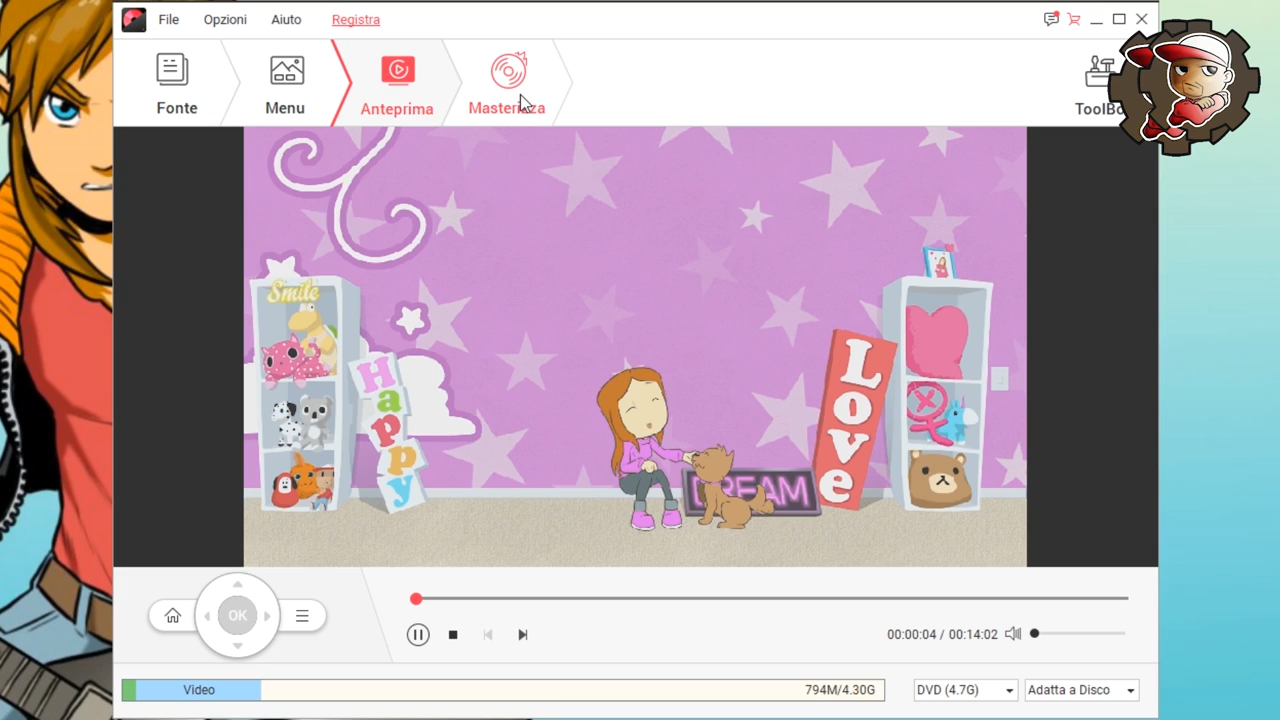 File Opzioni Aiuto Registra
Fonte Menu Anteprima Masterizza
Smile
Happy
Love
DREAM
OK
00:00:04 / 00:14:02
Video 794M/4.30G DVD (4.7G) Adatta a Disco